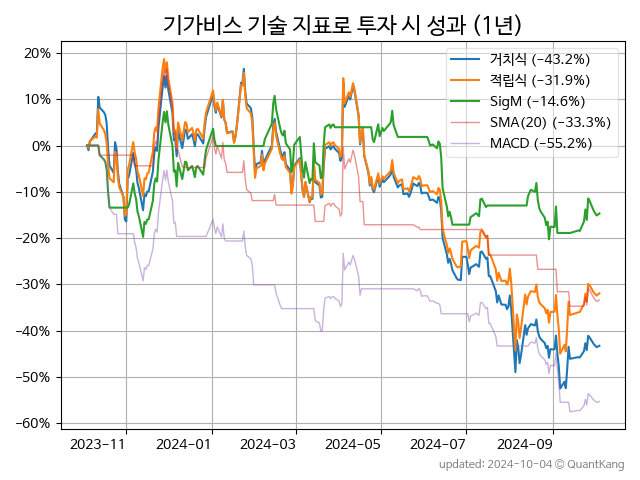 기가비스 기술 지표로 투자 시 성과 (1년)
20%
10%
0%
−10%
−20%
−30%
−40%
−50%
−60%
거치식 (−43.2%)
적립식 (−31.9%)
SigM (−14.6%)
SMA(20) (−33.3%)
MACD (−55.2%)
2023-11
2024-01
2024-03
2024-05
2024-07
2024-09
updated: 2024-10-04 ⓒ QuantKang